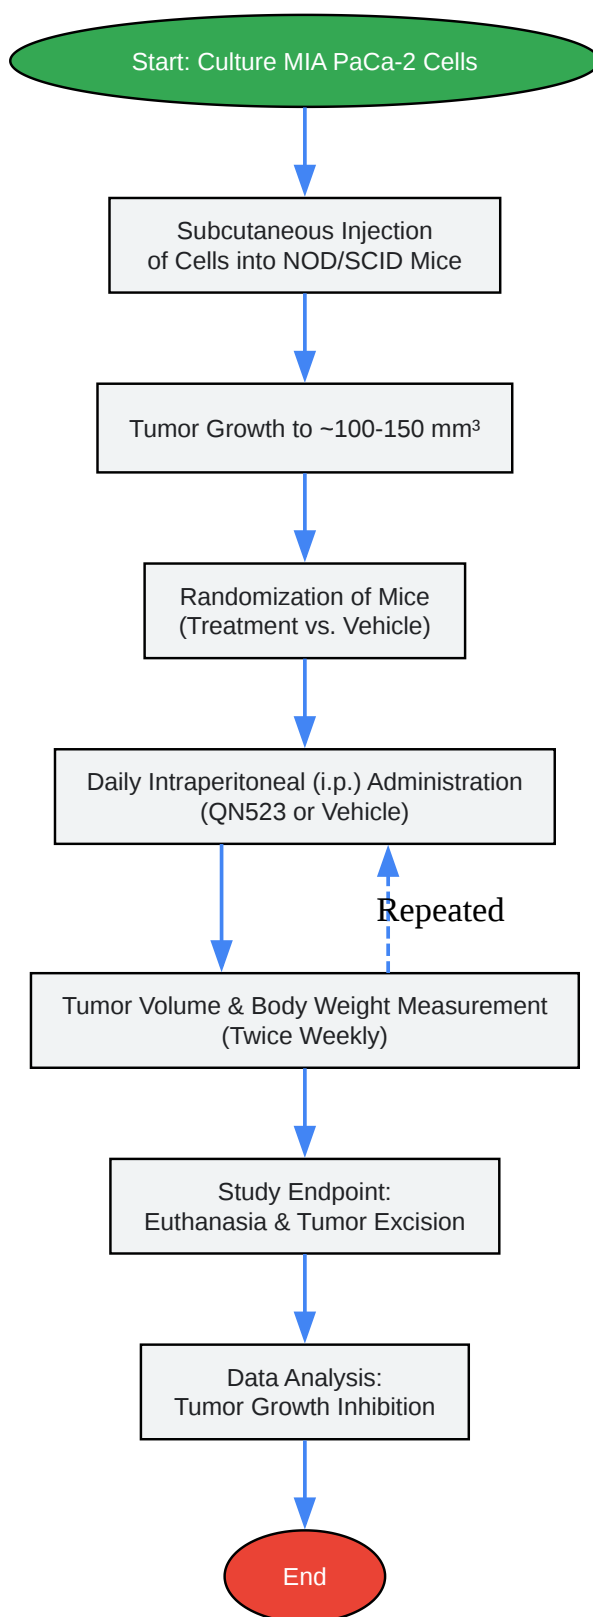 Start: Culture MIA PaCa-2 Cells
Subcutaneous Injection
of Cells into NOD/SCID Mice
Tumor Growth to ~100-150 mm³
Randomization of Mice
(Treatment vs. Vehicle)
Daily Intraperitoneal (i.p.) Administration
(QN523 or Vehicle)
Repeated
Tumor Volume & Body Weight Measurement
(Twice Weekly)
Study Endpoint:
Euthanasia & Tumor Excision
Data Analysis:
Tumor Growth Inhibition
End